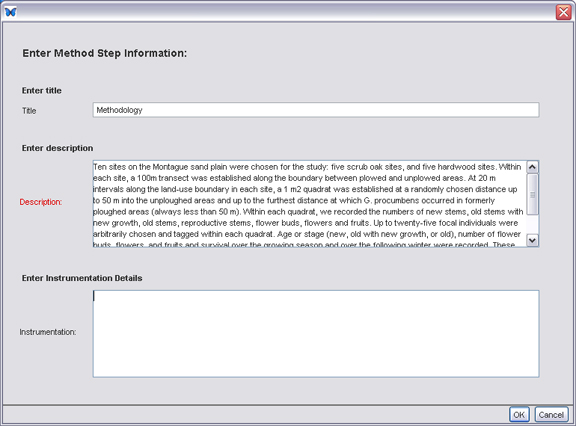 Enter Method Step Information:
Enter title
Title
Methodology
Enter description
Description:
Ten sites on the Montague sand plain were chosen for the study: five scrub oak sites, and five hardwood sites. Within
each site, a 100m transect was established along the boundary between plowed and unplowed areas. At 20 m
intervals along the land-use boundary in each site, a 1 m2 quadrat was established at a randomly chosen distance up
to 50 m into the unploughed areas and up to the furthest distance at which G. procumbens occurred in formerly
ploughed areas (always less than 50 m). Within each quadrat, we recorded the numbers of new stems, old stems with
new growth, old stems, reproductive stems, flower buds, flowers and fruits. Up to twenty-five focal individuals were
arbitrarily chosen and tagged within each quadrat. Age or stage (new, old with new growth, or old), number of flower
buds, flowers, and fruits and survival over the growing season and over the following winter were recorded. These
Enter Instrumentation Details
Instrumentation:
OK
Cancel